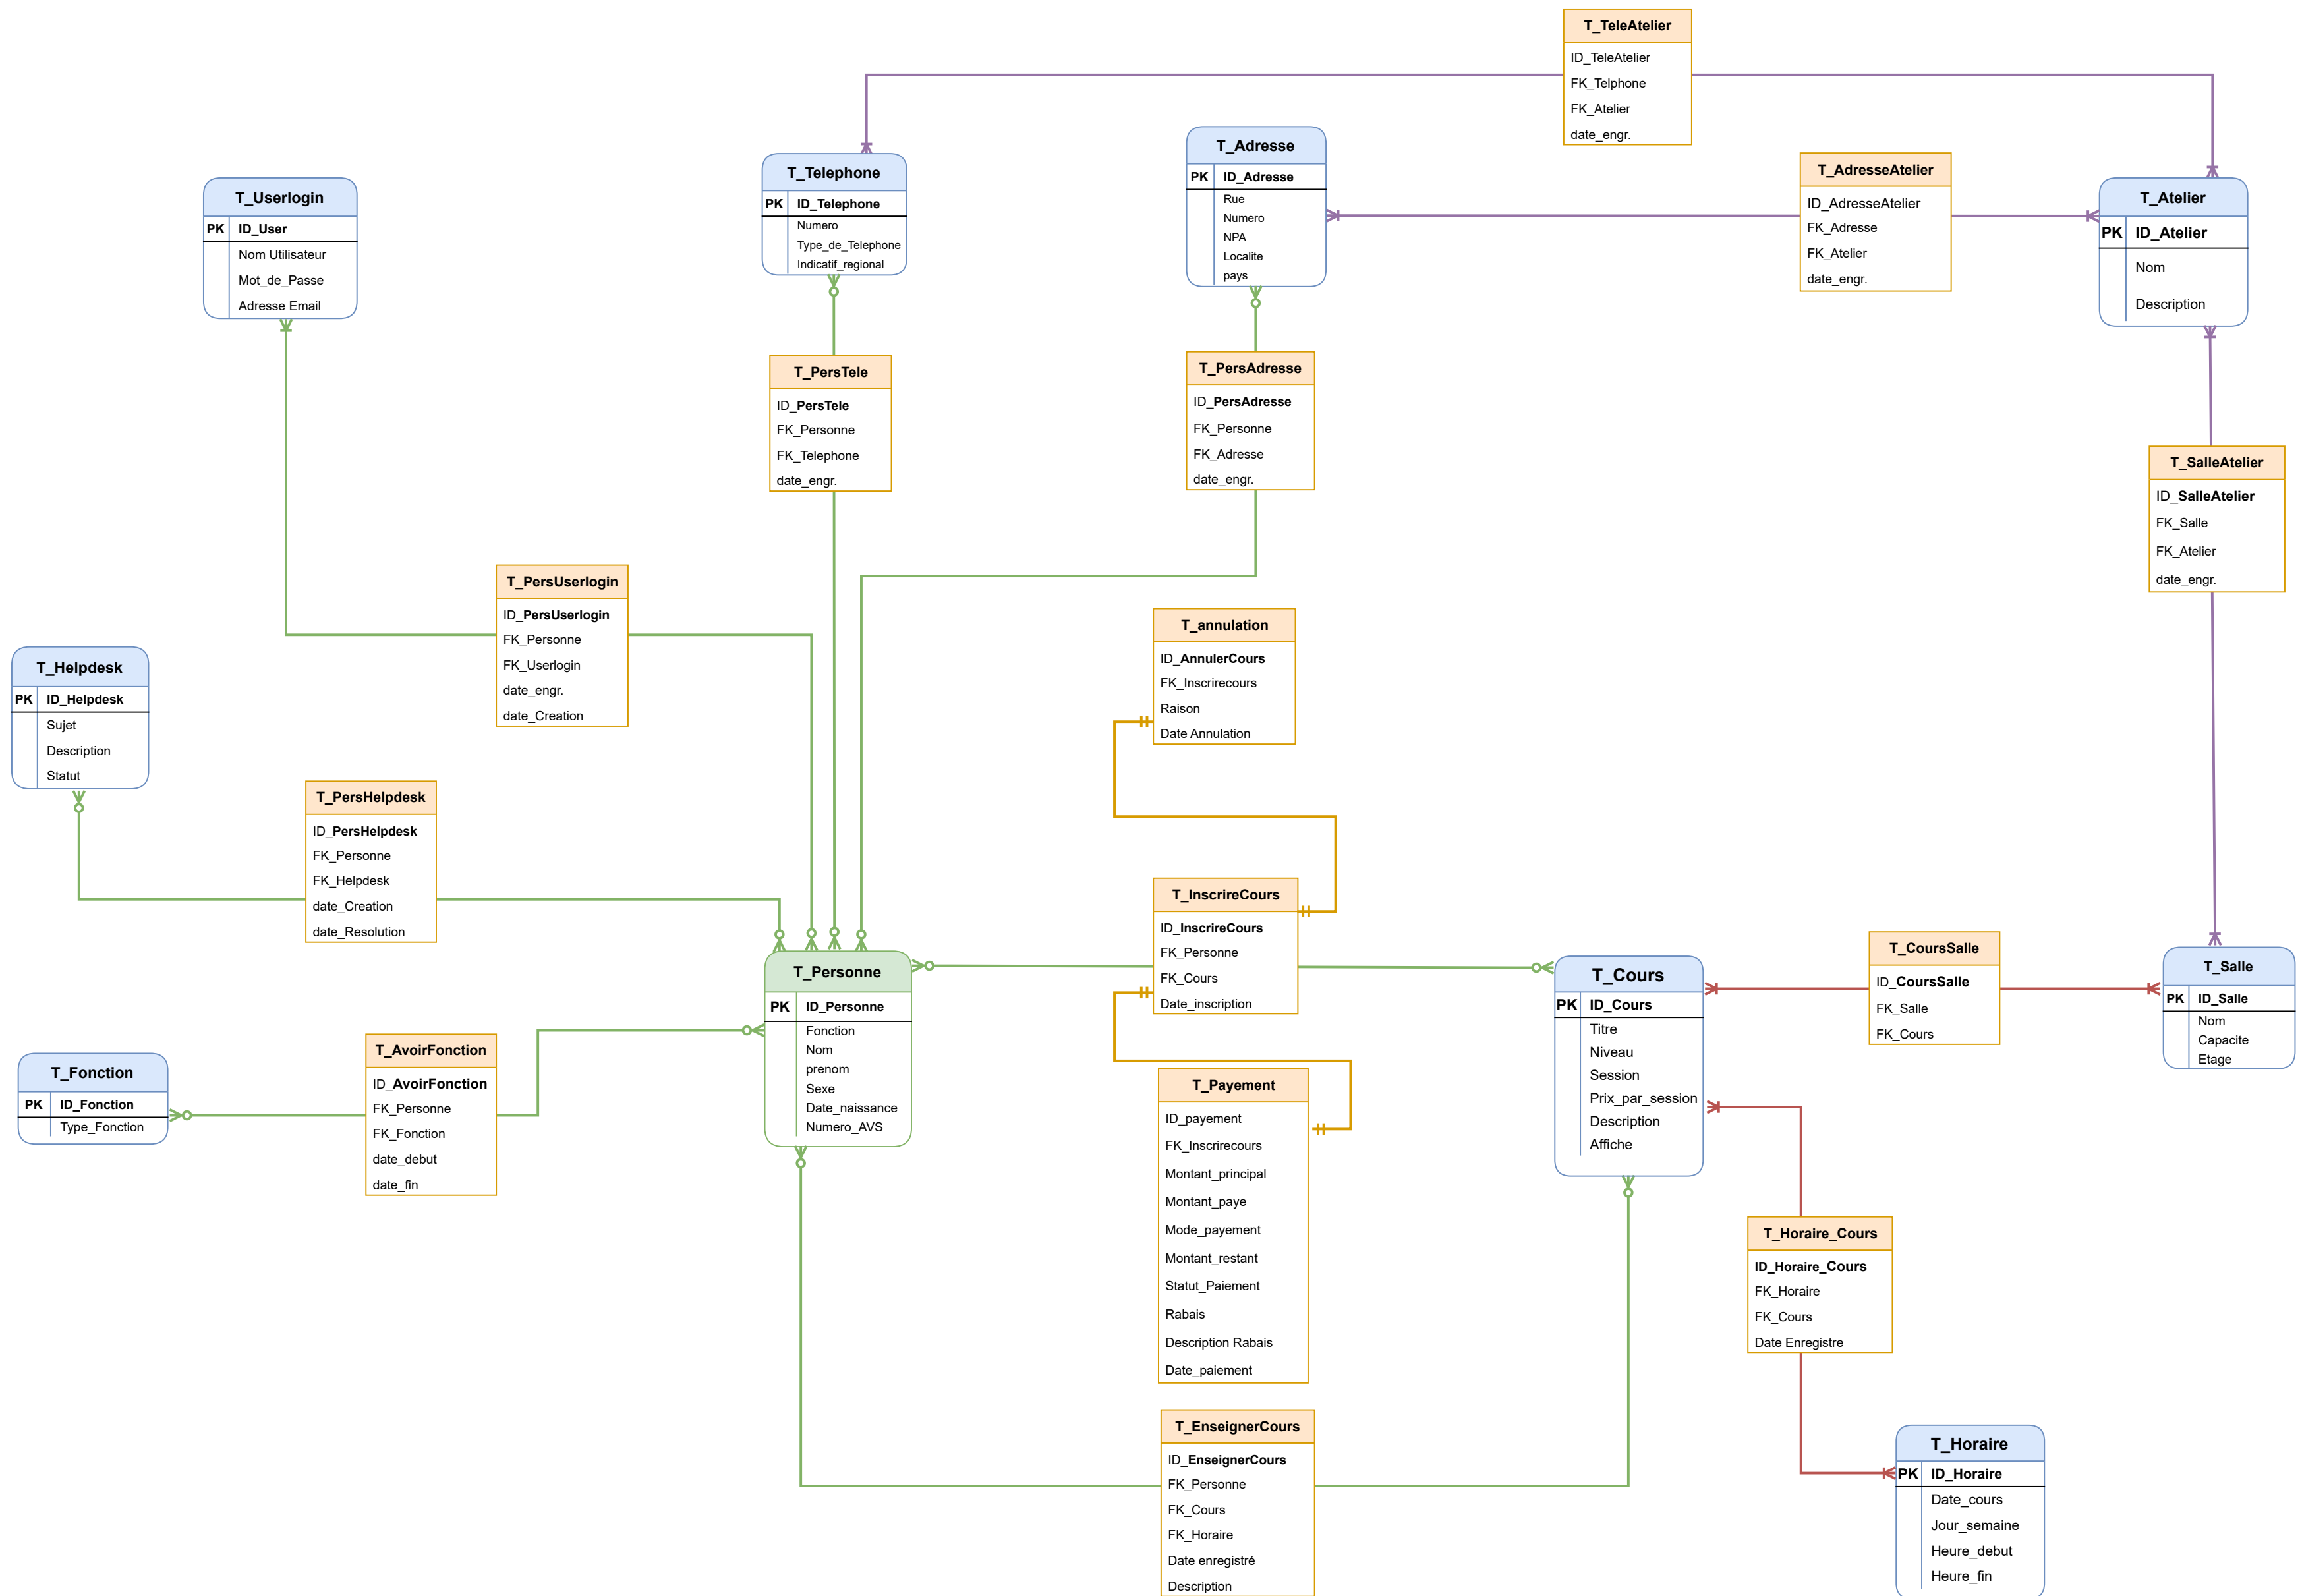 T_TeleAtelier
ID_TeleAtelier
FK_Telphone
FK_Atelier
date_engr.
T_Adresse
PK ID_Adresse
Rue
Numero
NPA
Localite
pays
T_Telephone
PK ID_Telephone
Numero
Type_de_Telephone
Indicatif_regional
T_AdresseAtelier
ID_AdresseAtelier
FK_Adresse
FK_Atelier
date_engr.
T_Userlogin
PK ID_User
Nom Utilisateur
Mot_de_Passe
Adresse Email
T_Atelier
PK ID_Atelier
Nom
Description
T_PersTele
ID_PersTele
FK_Personne
FK_Telephone
date_engr.
T_PersAdresse
ID_PersAdresse
FK_Personne
FK_Adresse
date_engr.
T_SalleAtelier
ID_SalleAtelier
FK_Salle
FK_Atelier
date_engr.
T_PersUserlogin
ID_PersUserlogin
FK_Personne
FK_Userlogin
date_engr.
date_Creation
T_annulation
ID_AnnulerCours
FK_Inscrirecours
Raison
Date Annulation
T_Helpdesk
PK ID_Helpdesk
Sujet
Description
Statut
T_PersHelpdesk
ID_PersHelpdesk
FK_Personne
FK_Helpdesk
date_Creation
date_Resolution
T_InscrireCours
ID_InscrireCours
FK_Personne
FK_Cours
Date_inscription
T_Personne
PK ID_Personne
Fonction
Nom
prenom
Sexe
Date_naissance
Numero_AVS
T_Cours
PK ID_Cours
Titre
Niveau
Session
Prix_par_session
Description
Affiche
T_CoursSalle
ID_CoursSalle
FK_Salle
FK_Cours
T_Salle
PK ID_Salle
Nom
Capacite
Etage
T_Fonction
PK ID_Fonction
Type_Fonction
T_AvoirFonction
ID_AvoirFonction
FK_Personne
FK_Fonction
date_debut
date_fin
T_Payement
ID_payement
FK_Inscrirecours
Montant_principal
Montant_paye
Mode_payement
Montant_restant
Statut_Paiement
Rabais
Description Rabais
Date_paiement
T_Horaire_Cours
ID_Horaire_Cours
FK_Horaire
FK_Cours
Date Enregistre
T_EnseignerCours
ID_EnseignerCours
FK_Personne
FK_Cours
FK_Horaire
Date enregistré
Description
T_Horaire
PK ID_Horaire
Date_cours
Jour_semaine
Heure_debut
Heure_fin